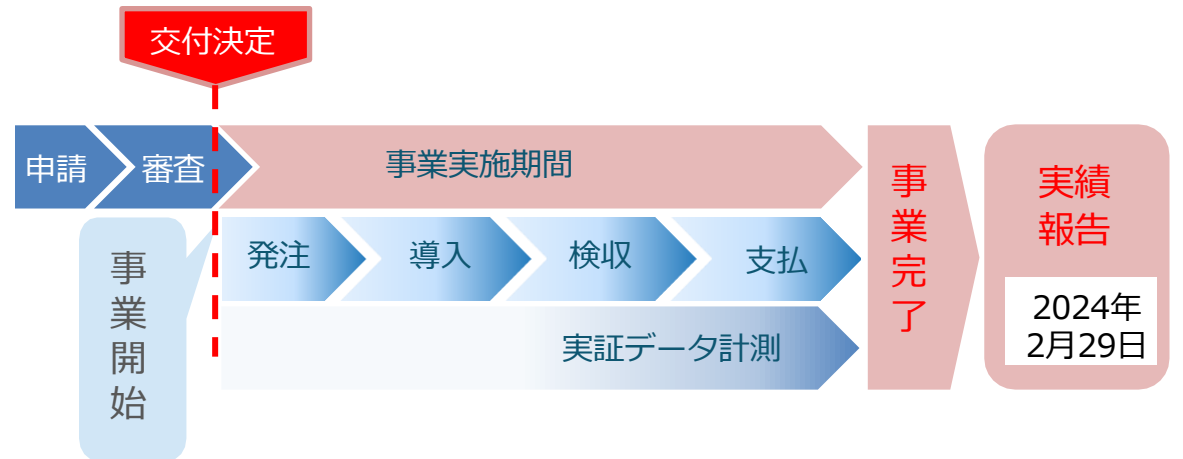 交付決定
申請
審査
事業実施期間
事業開始
発注
導入
検収
支払
実証データ計測
事業完了
実績
報告
2024年
2月29日